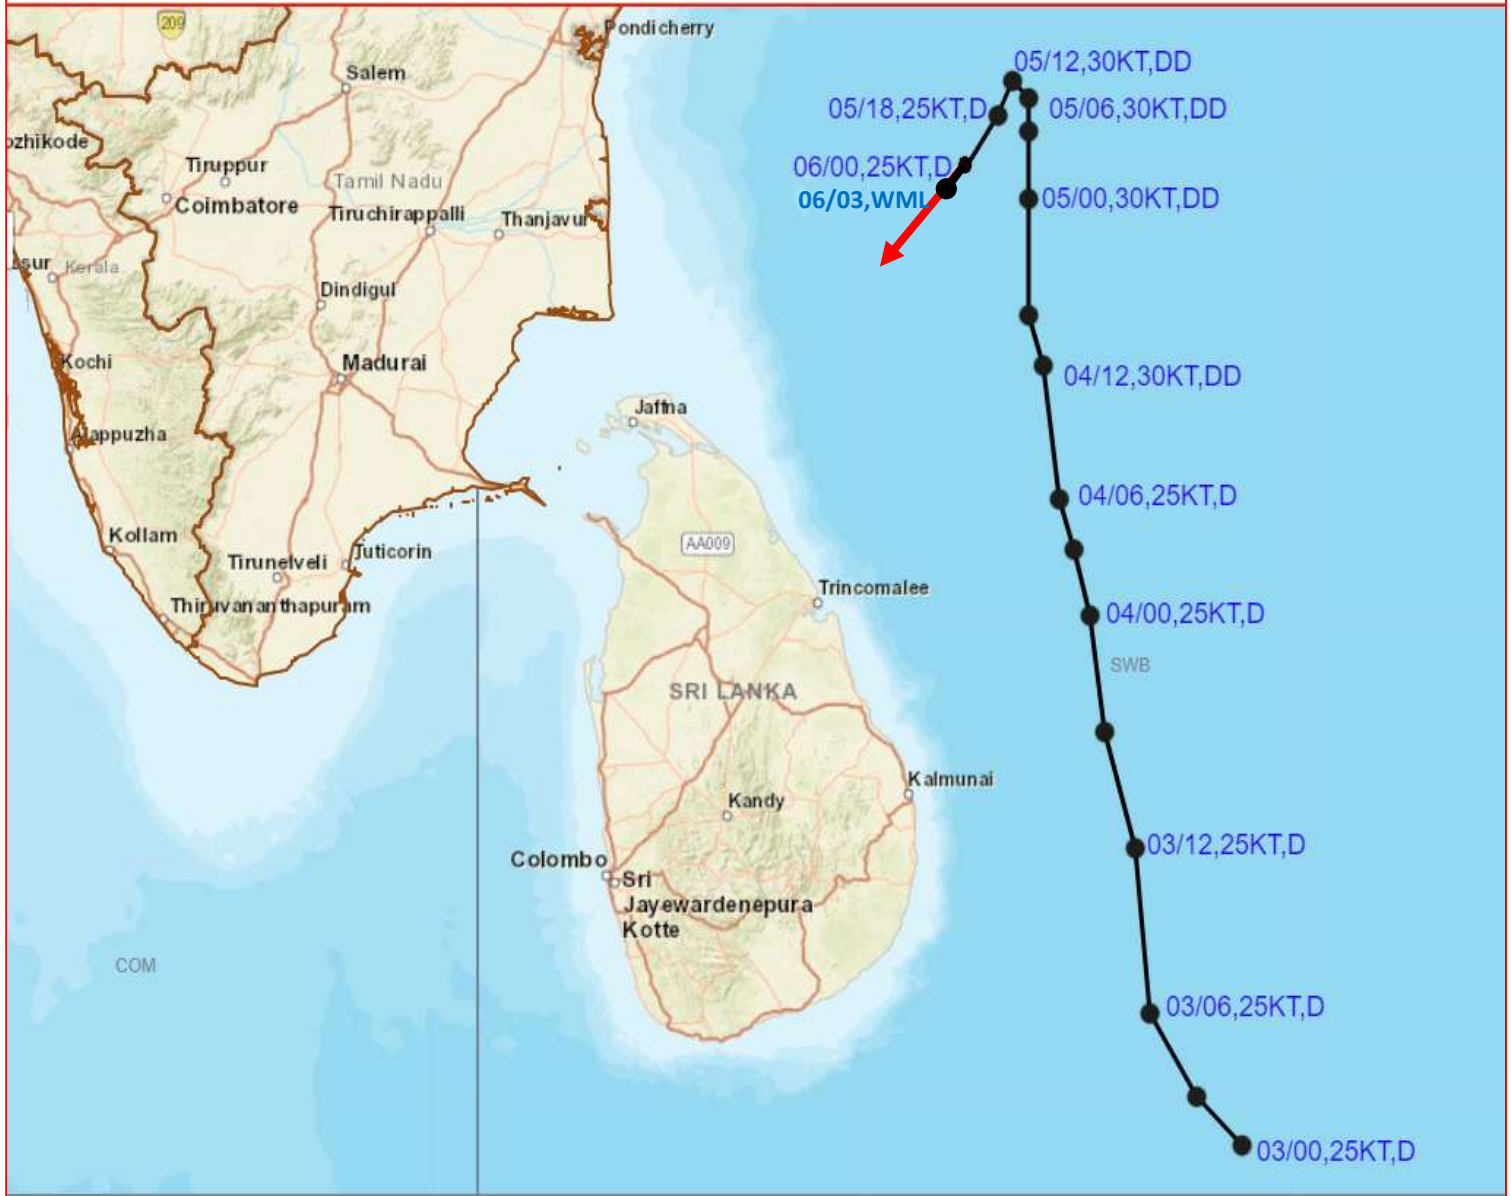 209
Pondicherry
05/12,30KT,DD
Salem
05/18,25KT,D
05/06,30KT,DD
ozhikode
Tiruppur
Tamil Nadu
06/00,25KT,D
06/03,WML
Coimbatore
Tiruchirappalli
Thanjavur
05/00,30KT,DD
ssur
Kerala
Dindigul
Kochi
Madurai
04/12,30KT,DD
Jaffna
Alappuzha
04/06,25KT,D
Kollam
Tirunelveli
Tuticorin
AA009
Trincomalee
Thiruvananthapuram
04/00,25KT,D
SWB
SRI LANKA
Kalmunai
Kandy
03/12,25KT,D
Colombo
Sri
Jayewardenepura
Kotte
COM
03/06,25KT,D
03/00,25KT,D